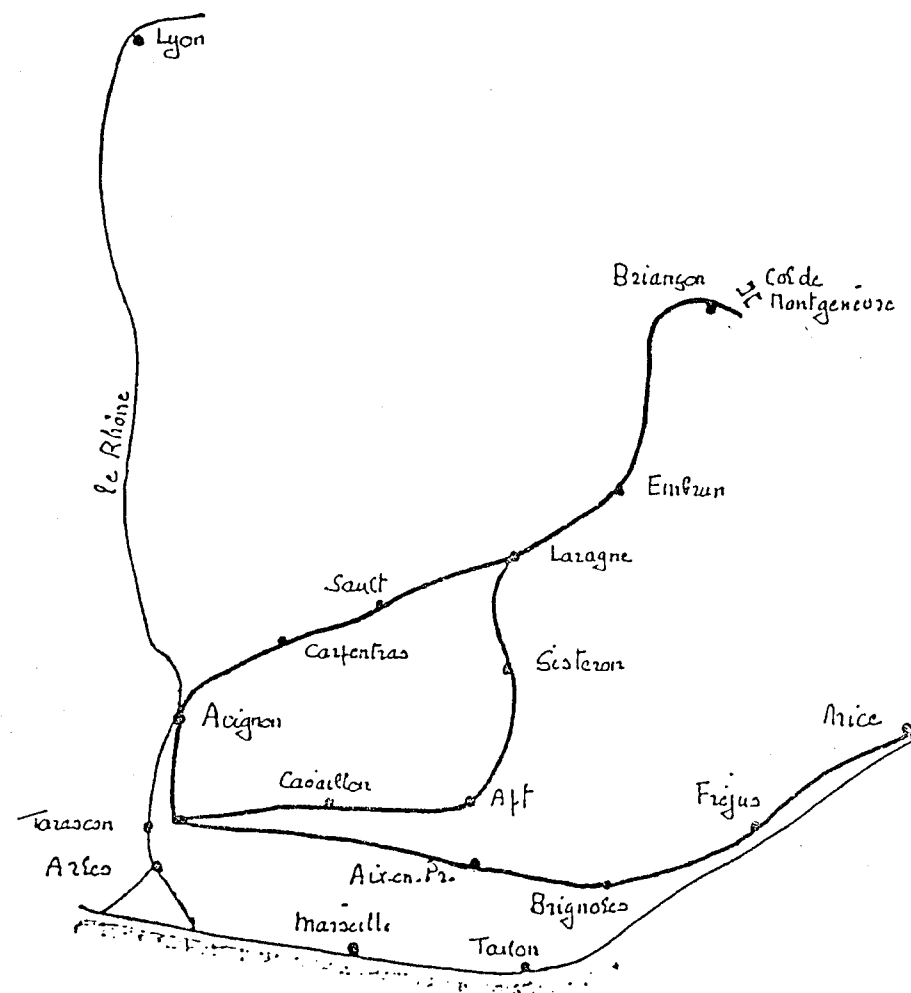 Lyon
Briançon
Col de
Montgenèvre
le Rhône
Embrun
Laragne
Sault
Carpentras
Sisteron
Avignon
Nice
Cavaillon
Apt
Fréjus
Tarascon
Arles
Aix-en-Pr.
Brignoles
Marseille
Toulon